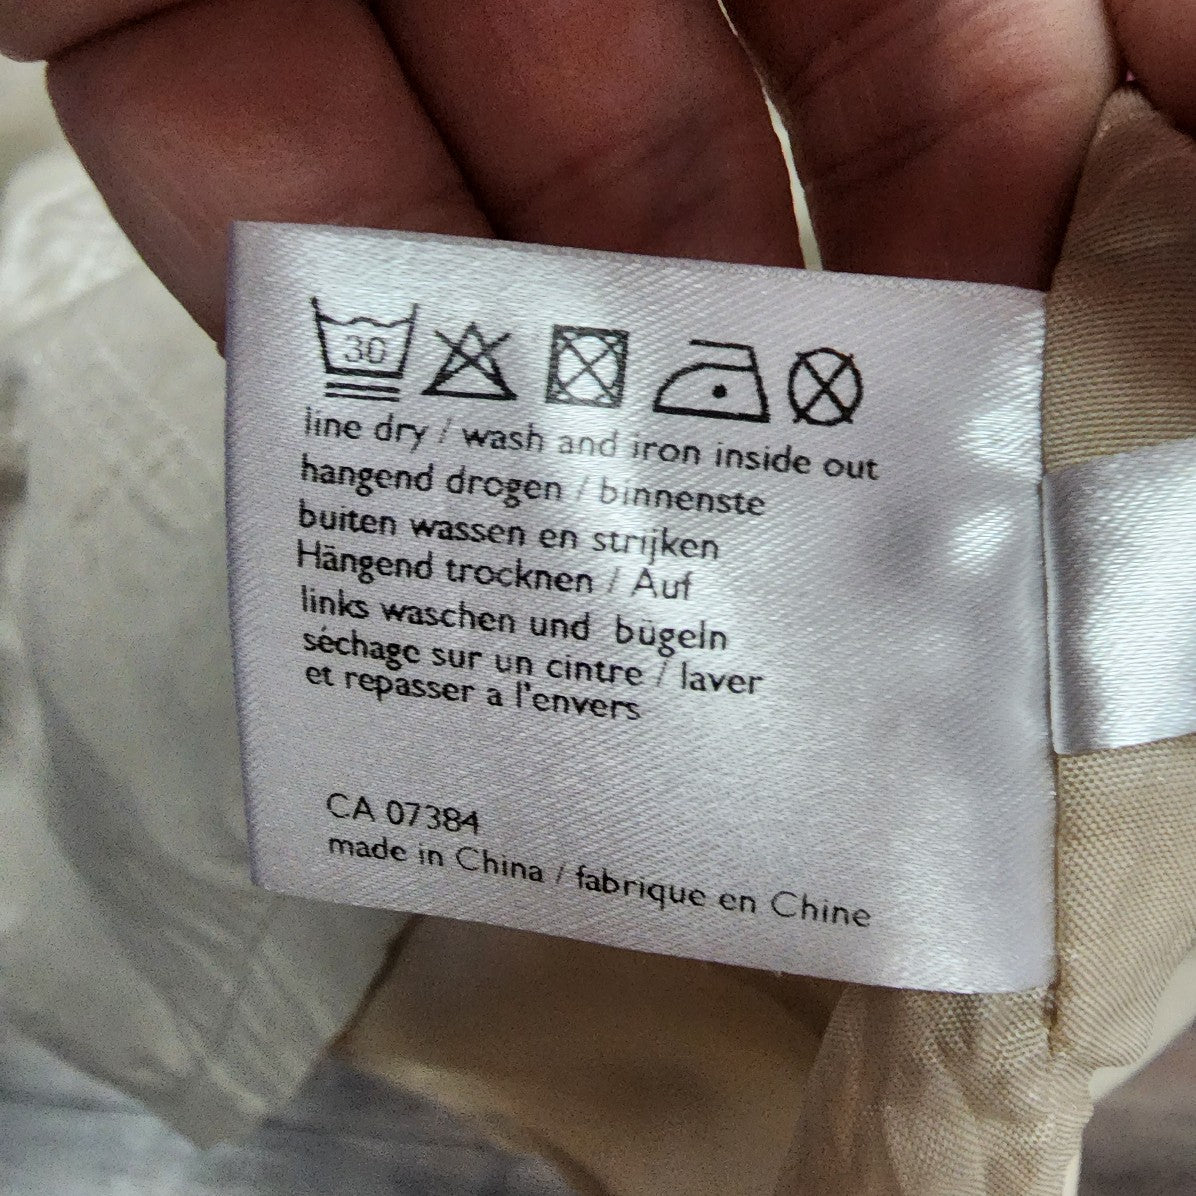 30
line dry / wash and iron inside out
hangend drogen / binnenste
buiten wassen en strijken
Hängend trocknen / Auf
links waschen und bügeln
séchage sur un cintre / laver
et repasser a l'envers
CA 07384
made in China / fabrique en Chine